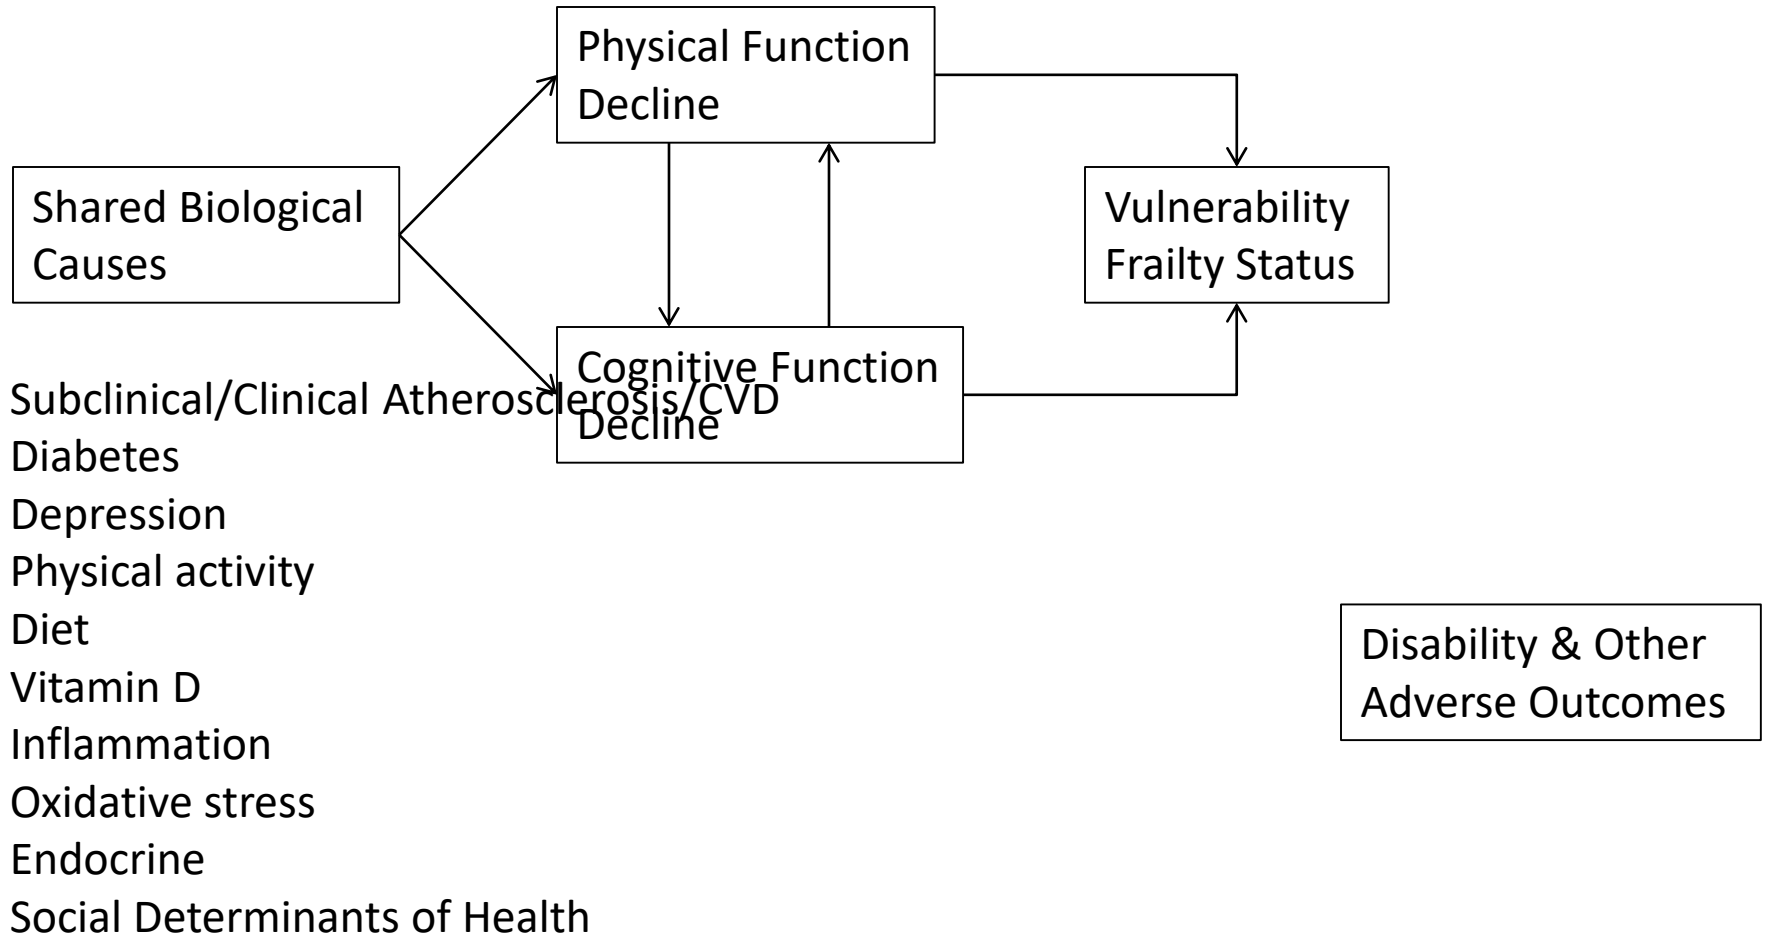 Physical Function
Decline
Shared Biological
Causes
Vulnerability
Frailty Status
Cognitive Function
Decline
Subclinical/Clinical Atherosclerosis/CVD
Diabetes
Depression
Physical activity
Diet
Vitamin D
Inflammation
Oxidative stress
Endocrine
Social Determinants of Health
Disability & Other
Adverse Outcomes